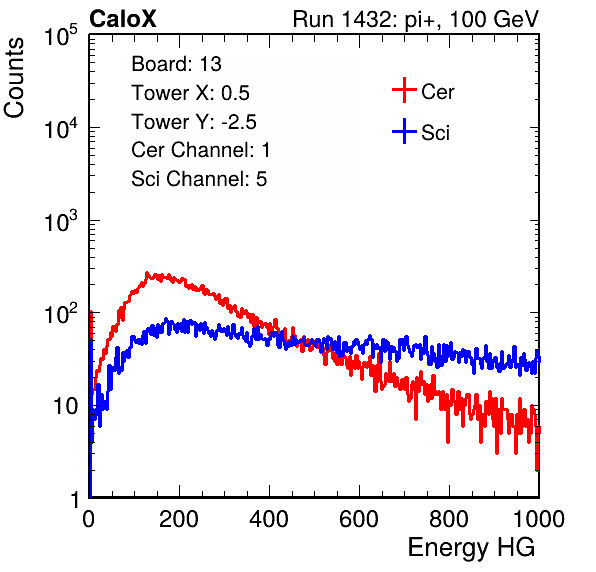 CaloX Run 1432: pi+, 100 GeV
Counts
Board: 13
Tower X: 0.5
Tower Y: -2.5
Cer Channel: 1
Sci Channel: 5
Cer
Sci
10^5
10^4
10^3
10^2
10
1
0 200 400 600 800 1000
Energy HG